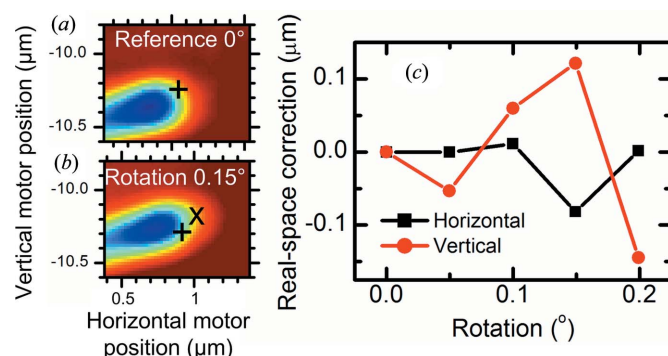 (a)
Reference 0°
-10.0
-10.5
+
(b)
Rotation 0.15°
-10.0
-10.5
X
+
0.5
1
Vertical motor position (µm)
Horizontal motor
position (µm)
(c)
Real-space correction (µm)
0.1
0.0
-0.1
Horizontal
Vertical
0.0
0.1
0.2
Rotation (°)